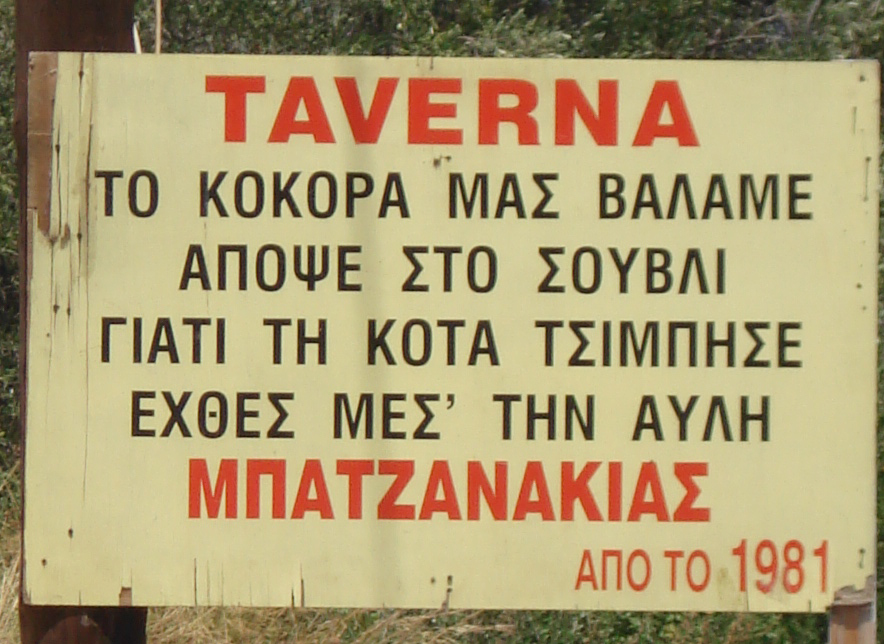 TAVERNA
ΤΟ ΚΟΚΟΡΑ ΜΑΣ ΒΑΛΑΜΕ
ΑΠΟΨΕ ΣΤΟ ΣΟΥΒΛΙ
ΓΙΑΤΙ ΤΗ ΚΟΤΑ ΤΣΙΜΠΗΣΕ
ΕΧΘΕΣ ΜΕΣ’ ΤΗΝ ΑΥΛΗ
ΜΠΑΤΖΑΝΑΚΙΑΣ
ΑΠΟ ΤΟ 1981